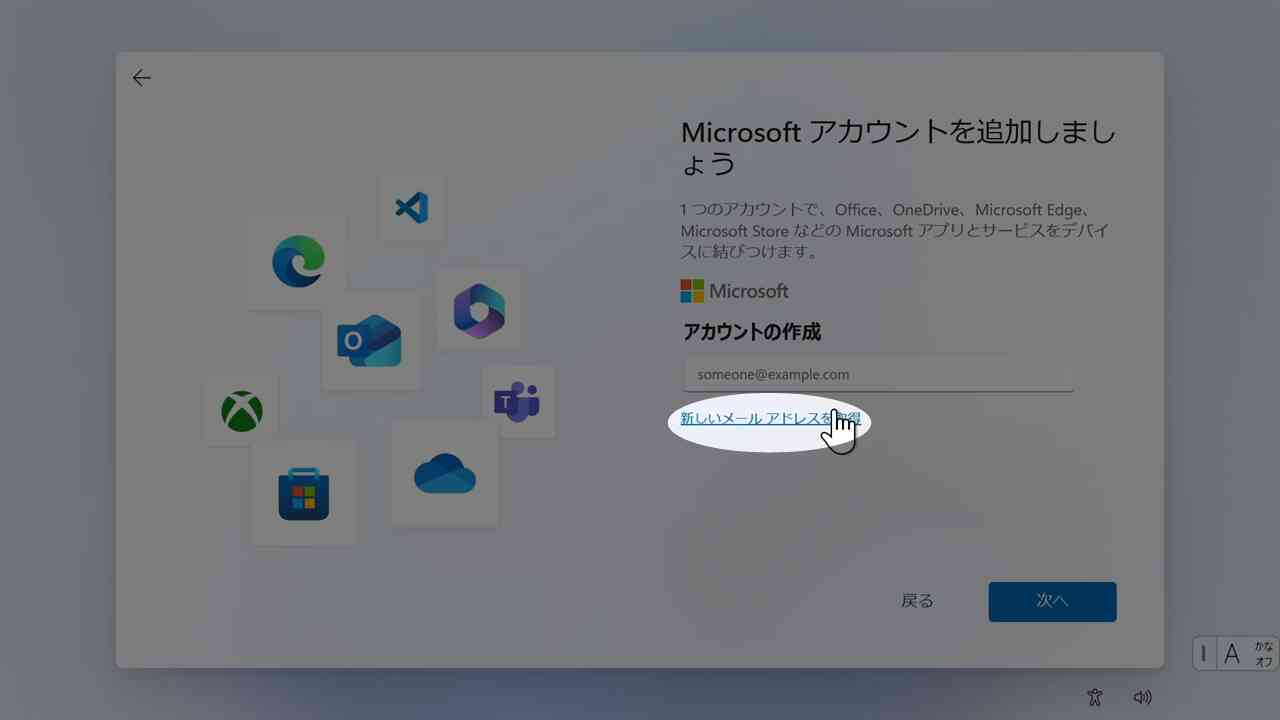 Microsoft アカウントを追加しまし
ょう
1 つのアカウントで、Office、OneDrive、Microsoft Edge、
Microsoft Store などの Microsoft アプリとサービスをデバイ
スに結びつけます。
Microsoft
アカウントの作成
someone@example.com
新しいメール アドレスを取得
戻る
次へ
A
かな
オフ